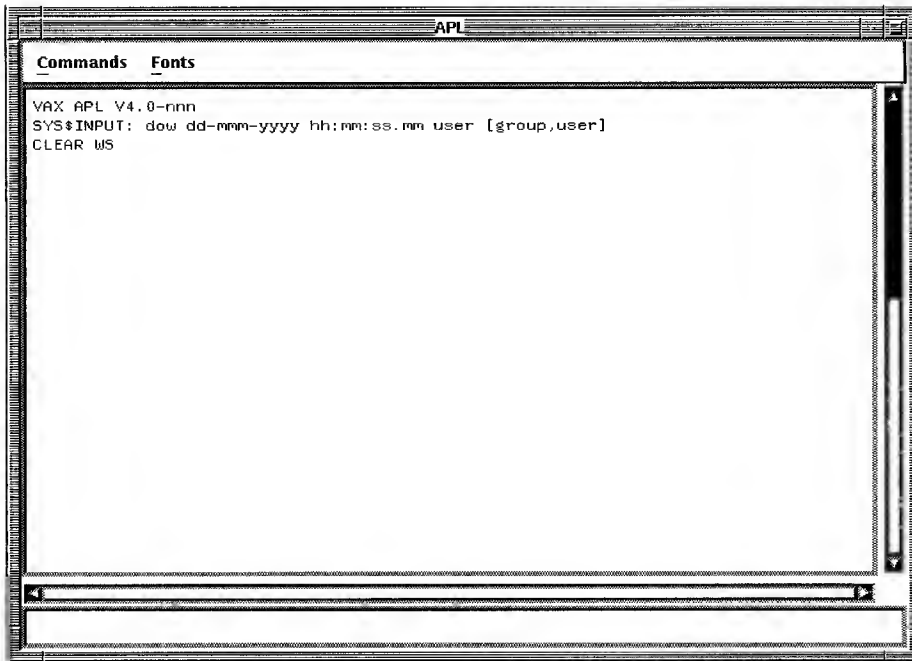 APL
Commands Fonts
VAX APL V4.0-nnn
SYS$INPUT: dow dd-mmm-yyyy hh:mm:ss.mm user [group,user]
CLEAR WS